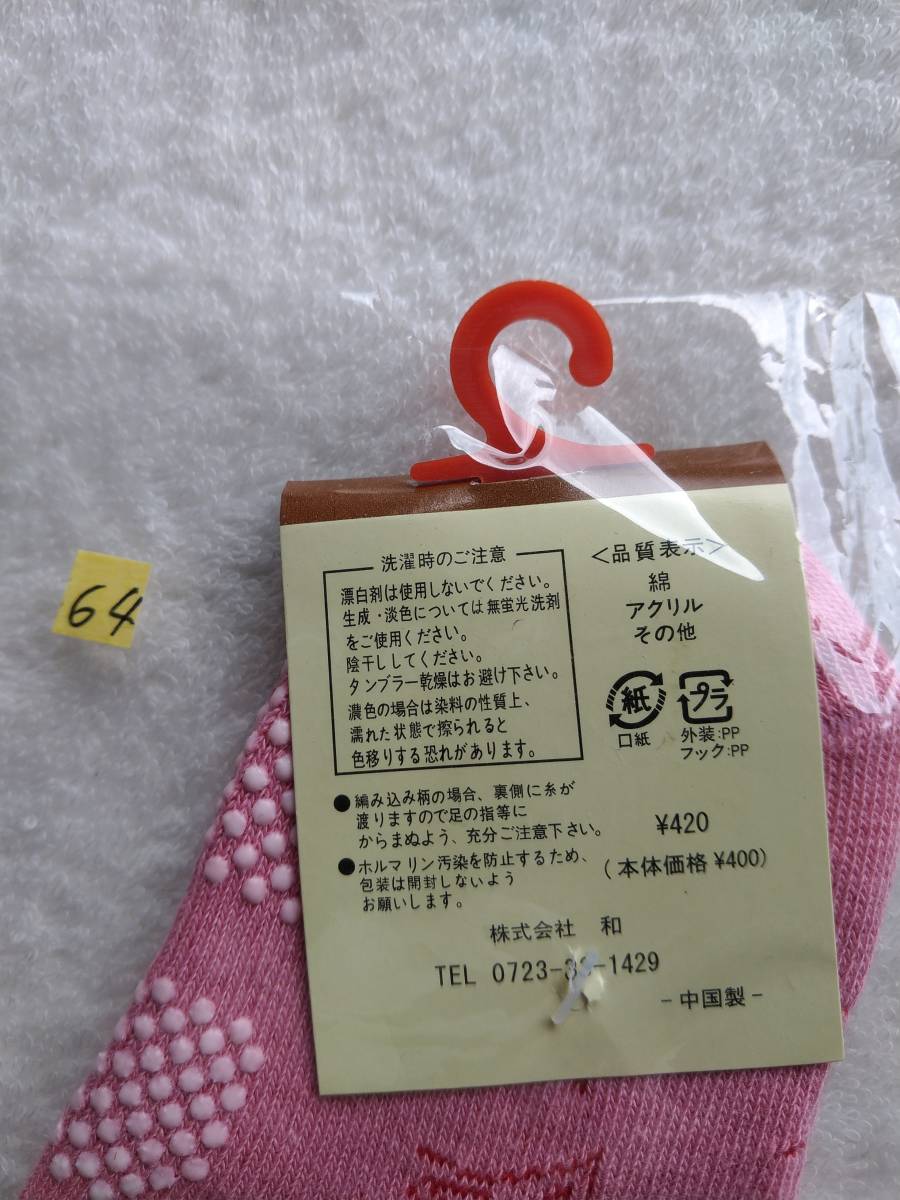 64
洗濯時のご注意
漂白剤は使用しないでください。
生成・淡色については無蛍光洗剤
をご使用ください。
陰干ししてください。
タンブラー乾燥はお避け下さい。
濃色の場合は染料の性質上、
濡れた状態で擦られると
色移りする恐れがあります。
＜品質表示＞
綿
アクリル
その他
紙
口紙
プラ
外装:PP
フック:PP
●編み込み柄の場合、裏側に糸が
渡りますので足の指等に
からまぬよう、充分ご注意下さい。
●ホルマリン汚染を防止するため、
包装は開封しないよう
お願いします。
¥420
(本体価格¥400)
株式会社 和
TEL 0723-33-1429
-中国製-